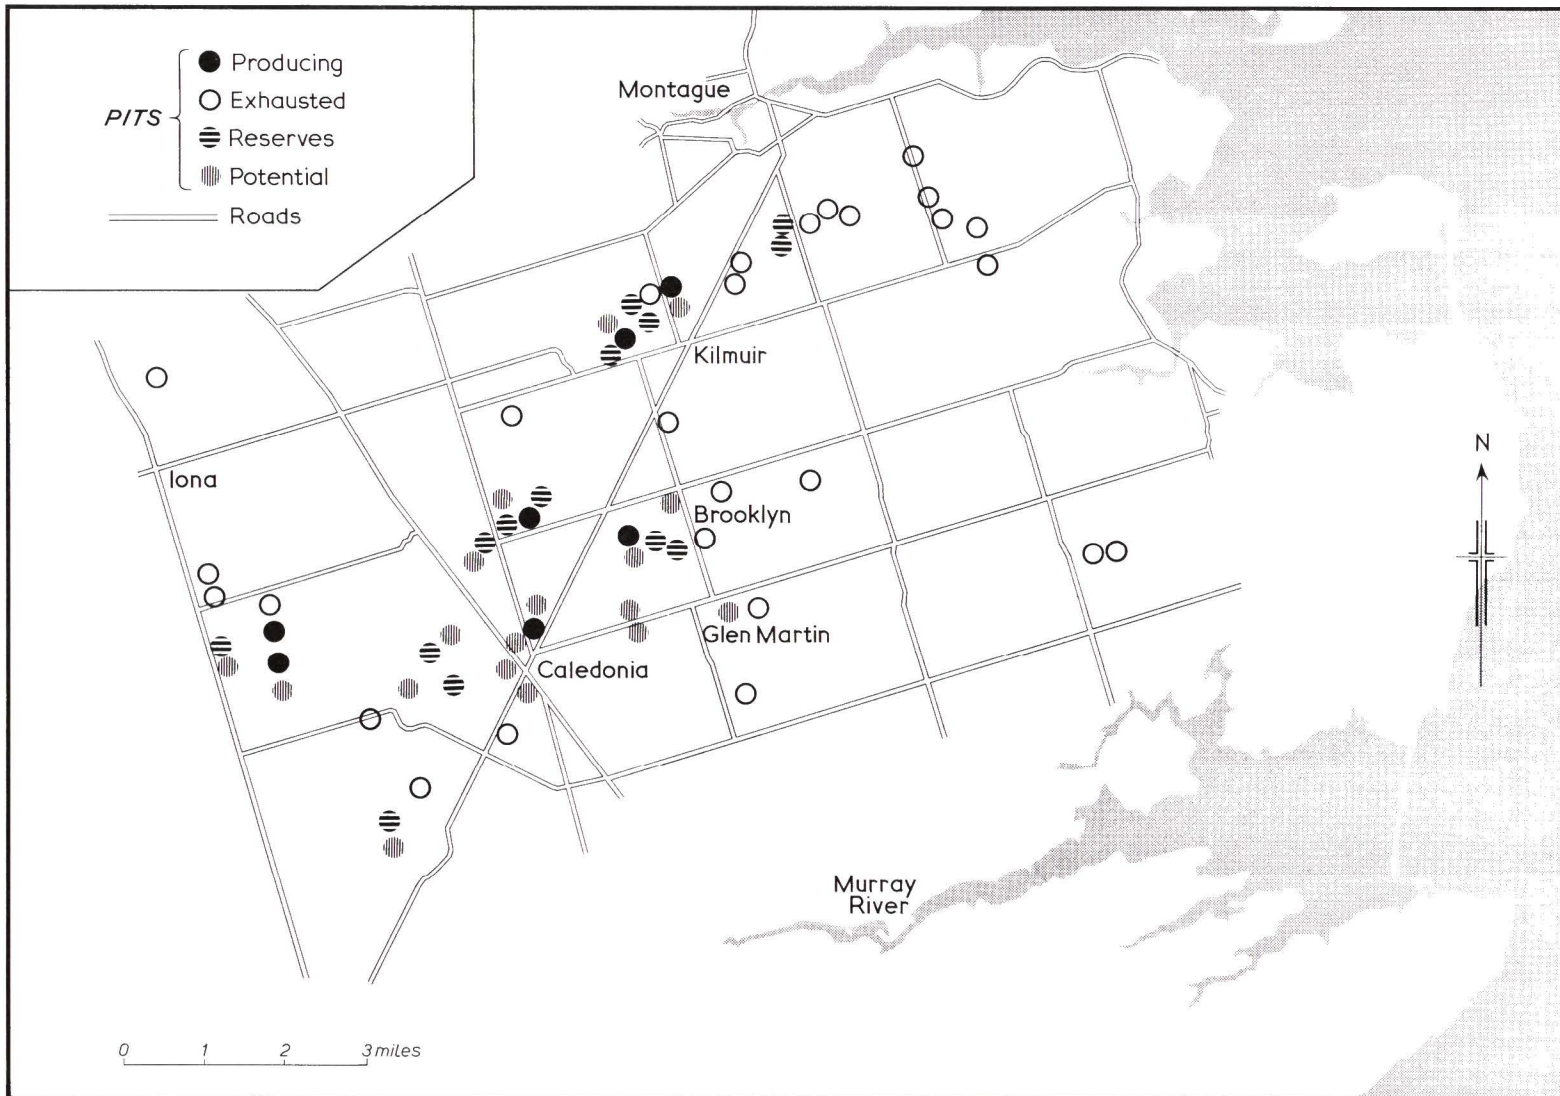 PITS
Producing
Exhausted
Reserves
Potential
Roads
Montague
Kilmuir
Iona
Brooklyn
Glen Martin
Caledonia
N
Murray
River
0 1 2 3 miles